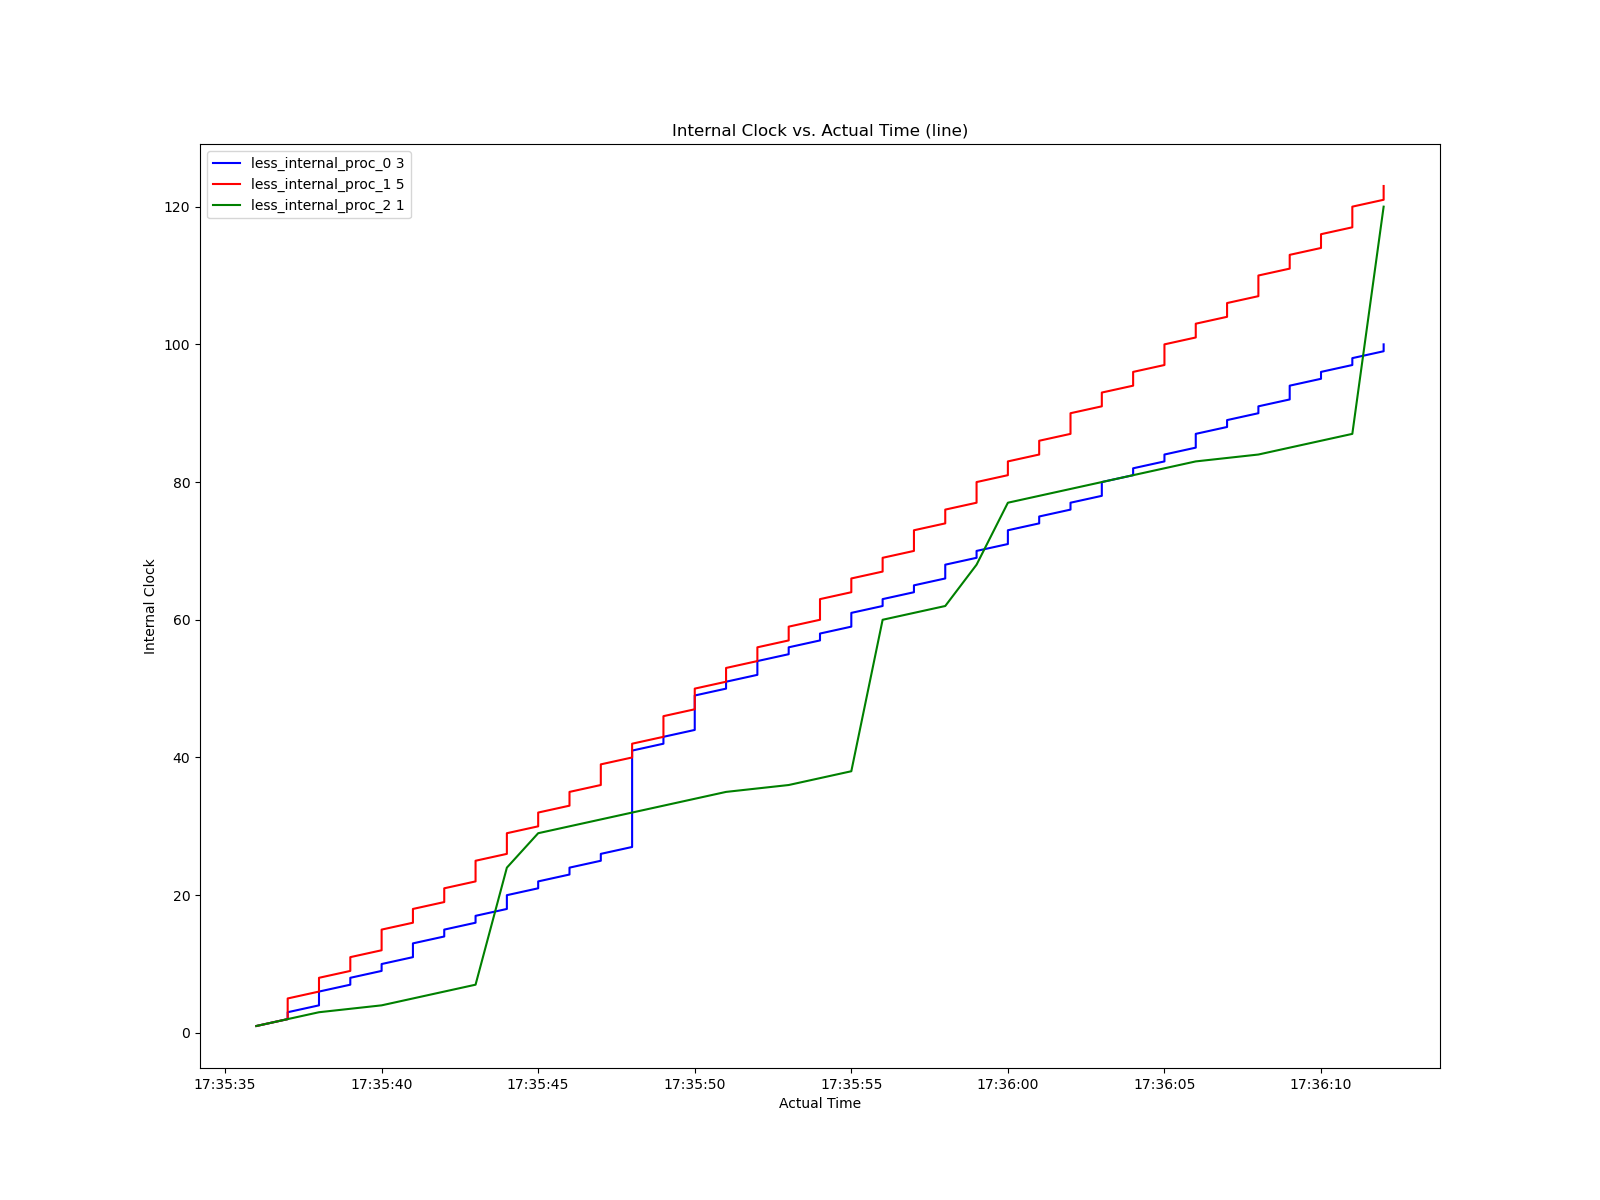 Internal Clock vs. Actual Time (line)
less_internal_proc_0 3
less_internal_proc_1 5
less_internal_proc_2 1
120
100
80
60
40
20
0
Internal Clock
17:35:35 17:35:40 17:35:45 17:35:50 17:35:55 17:36:00 17:36:05 17:36:10
Actual Time